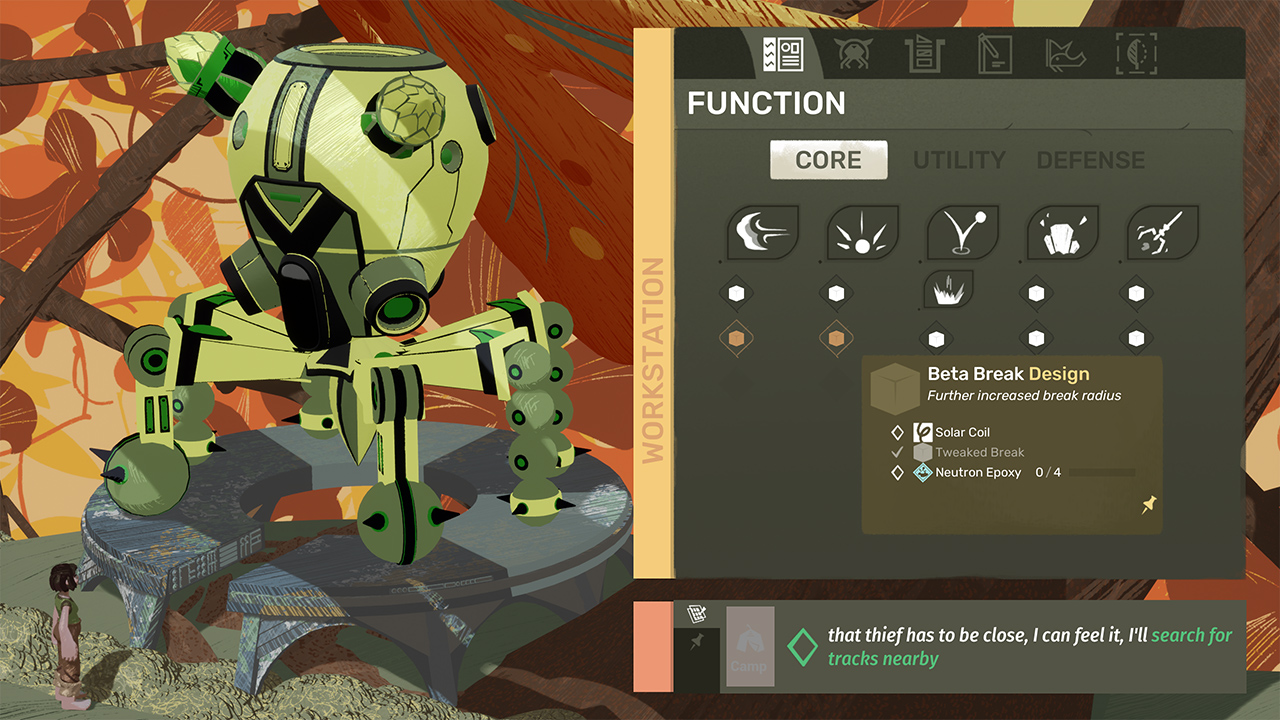 FUNCTION
CORE UTILITY DEFENSE
WORKSTATION
Beta Break Design
Further increased break radius
Solar Coil
Tweaked Break
Neutron Epoxy 0 / 4
Camp
that thief has to be close, I can feel it, I'll search for
tracks nearby